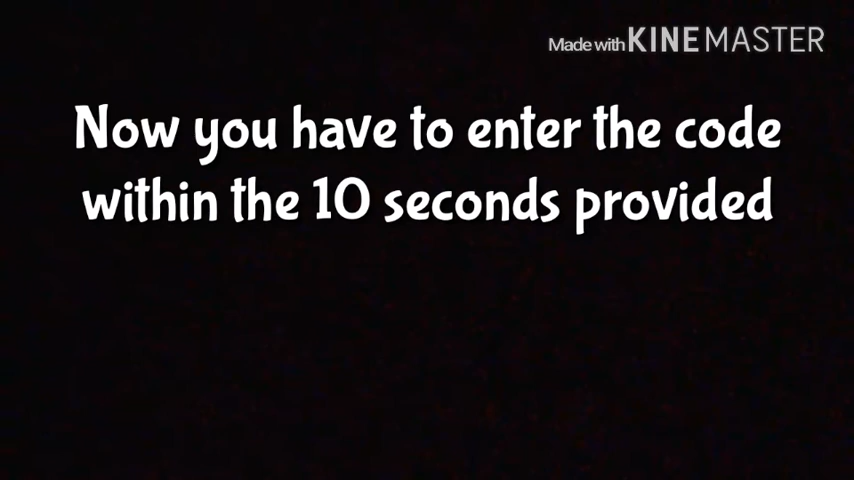 Made with KINEMASTER
Now you have to enter the code
within the 10 seconds provided